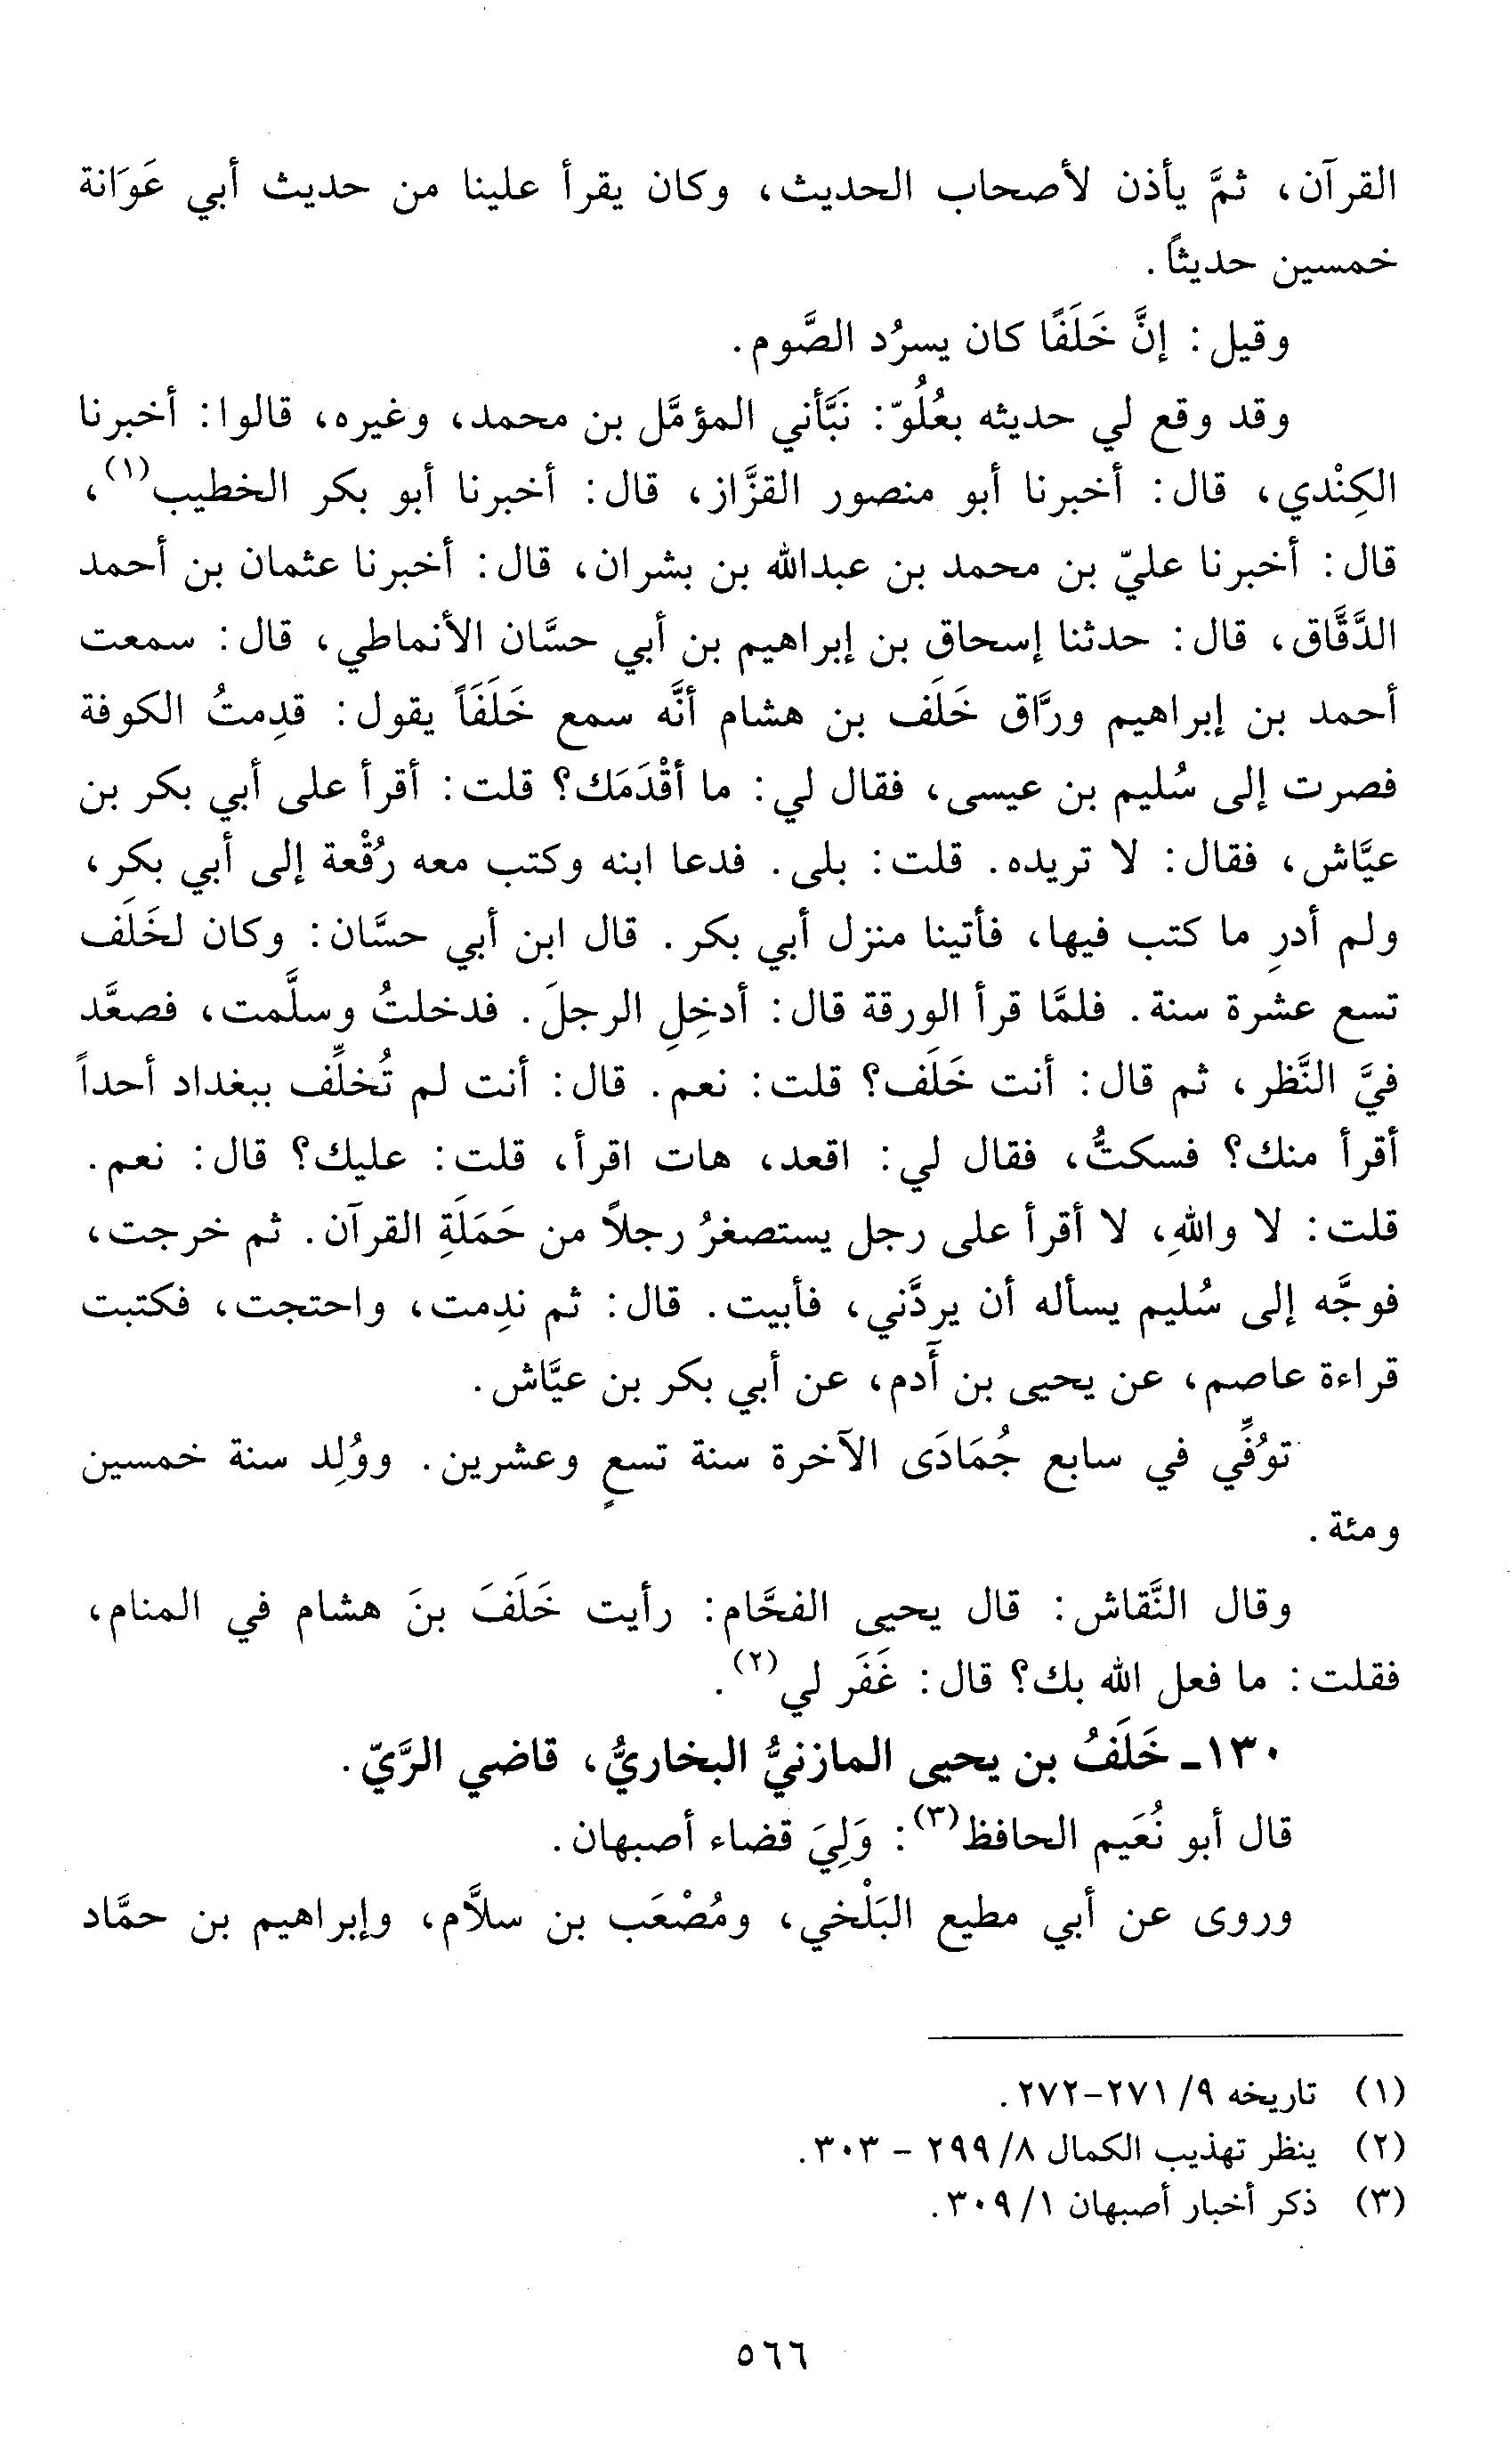 القرآن، ثمَّ يأذن لأصحاب الحديث، وكان يقرأ علينا من حديث أبي عَوَانة
خمسين حديثاً.
وقيل: إنَّ خَلَفًا كان يسرُد الصَّوم.
وقد وقع لي حديثه بعُلُوّ: نَبَّأني المؤمَّل بن محمد، وغيره، قالوا: أخبرنا
الكِنْدي، قال: أخبرنا أبو منصور القزَّاز، قال: أخبرنا أبو بكر الخطيب(١)،
قال: أخبرنا عليّ بن محمد بن عبدالله بن بشران، قال: أخبرنا عثمان بن أحمد
الدَّقَّاق، قال: حدثنا إسحاق بن إبراهيم بن أبي حسَّان الأنماطي، قال: سمعت
أحمد بن إبراهيم ورَّاق خَلَف بن هشام أنَّه سمع خَلَفَاً يقول: قدِمتُ الكوفة
فصرت إلى سُليم بن عيسى، فقال لي: ما أقْدَمَك؟ قلت: أقرأ على أبي بكر بن
عيَّاش، فقال: لا تريده. قلت: بلى. فدعا ابنه وكتب معه رُقْعة إلى أبي بكر،
ولم أدرِ ما كتب فيها، فأتينا منزل أبي بكر. قال ابن أبي حسَّان: وكان لخَلَف
تسع عشرة سنة. فلمَّا قرأ الورقة قال: أدخِلِ الرجلَ. فدخلتُ وسلَّمت، فصعَّد
فيَّ النَّظر، ثم قال: أنت خَلَف؟ قلت: نعم. قال: أنت لم تُخلِّف ببغداد أحداً
أقرأ منك؟ فسكتُّ، فقال لي: اقعد، هات اقرأ، قلت: عليك؟ قال: نعم.
قلت: لا واللهِ، لا أقرأ على رجل يستصغرُ رجلاً من حَمَلَةِ القرآن. ثم خرجت،
فوجَّه إلى سُليم يسأله أن يردَّني، فأبيت. قال: ثم ندِمت، واحتجت، فكتبت
قراءة عاصم، عن يحيى بن أَدم، عن أبي بكر بن عيَّاش.
توُفِّي في سابع جُمَادَى الآخرة سنة تسعٍ وعشرين. ووُلِد سنة خمسين
ومئة.
وقال النَّقاش: قال يحيى الفحَّام: رأيت خَلَفَ بنَ هشام في المنام،
فقلت: ما فعل الله بك؟ قال: غَفَر لي(٢).
١٣٠- خَلَفُ بن يحيى المازنيُّ البخاريُّ، قاضي الرَّيّ.
قال أبو نُعَيم الحافظ(٣): وَلِيَ قضاء أصبهان.
وروى عن أبي مطيع البَلْخي، ومُصْعَب بن سلاَّم، وإبراهيم بن حمَّاد
(١) تاريخه ٩/ ٢٧١-٢٧٢.
(٢) ينظر تهذيب الكمال ٨/ ٢٩٩ - ٣٠٣.
(٣) ذكر أخبار أصبهان ١/ ٣٠٩.
٥٦٦